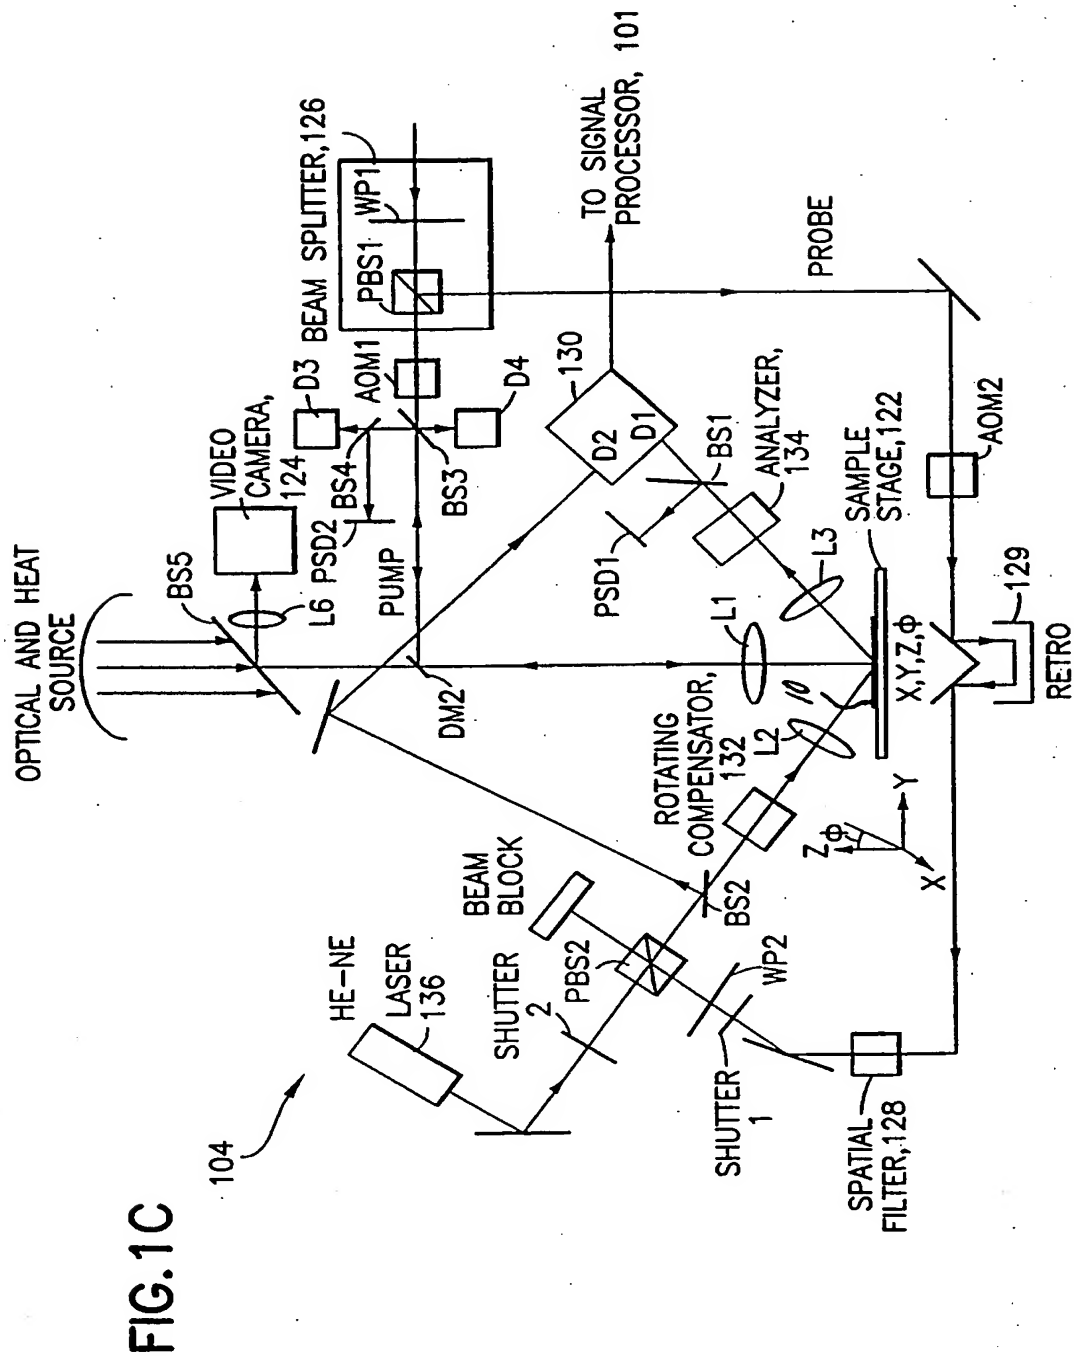 FIG.1C
104
OPTICAL AND HEAT
SOURCE
BS5
VIDEO
CAMERA,
124
L6
PSD2
BS4
D3
AOM1
BEAM SPLITTER,126
PBS1
WP1
BS3
D4
PUMP
DM2
HE-NE
LASER
136
SHUTTER
2
BEAM
BLOCK
PBS2
BS2
ROTATING
COMPENSATOR,
132
L2
10
L1
L3
PSD1
BS1
ANALYZER,
134
D2
D1
130
TO SIGNAL
PROCESSOR, 101
PROBE
SAMPLE
STAGE,122
AOM2
X,Y,Z,Φ
129
RETRO
Z
Φ
Y
X
WP2
SHUTTER
1
SPATIAL
FILTER,128